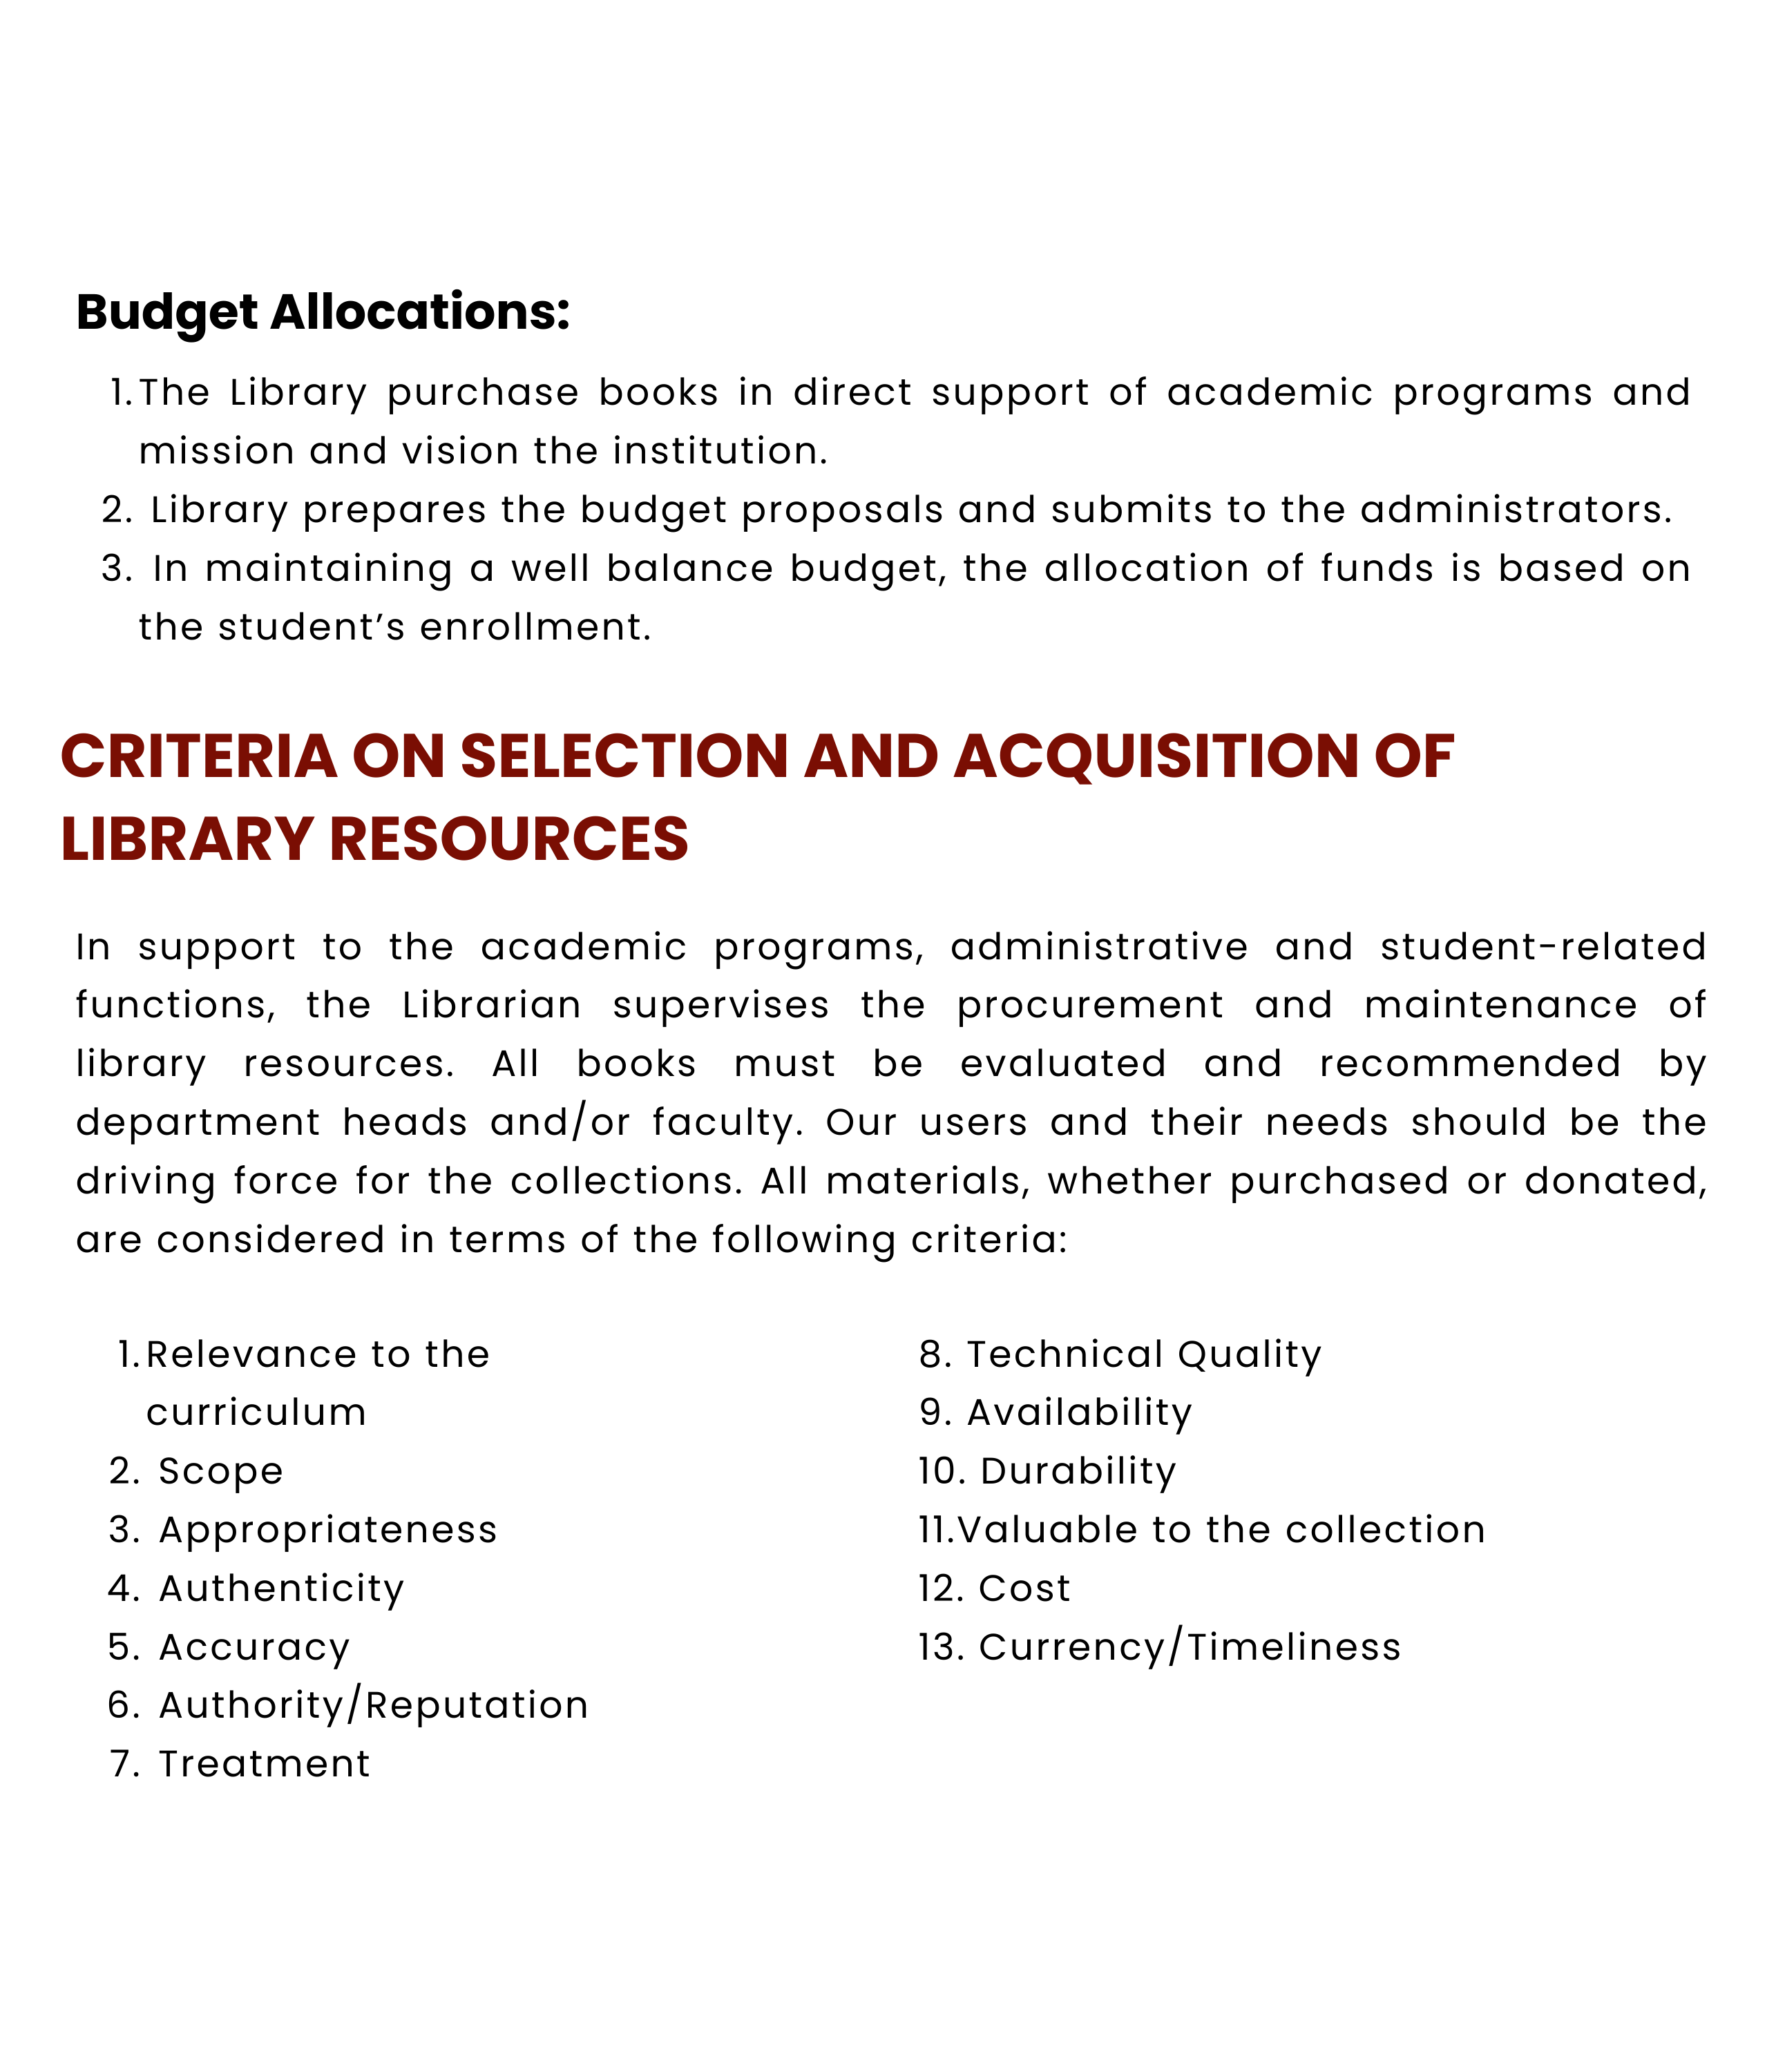 Budget Allocations:
1. The Library purchase books in direct support of academic programs and
mission and vision the institution.
2. Library prepares the budget proposals and submits to the administrators.
3. In maintaining a well balance budget, the allocation of funds is based on
the student’s enrollment.
CRITERIA ON SELECTION AND ACQUISITION OF
LIBRARY RESOURCES
In support to the academic programs, administrative and student-related
functions, the Librarian supervises the procurement and maintenance of
library resources. All books must be evaluated and recommended by
department heads and/or faculty. Our users and their needs should be the
driving force for the collections. All materials, whether purchased or donated,
are considered in terms of the following criteria:
1. Relevance to the
curriculum
2. Scope
3. Appropriateness
4. Authenticity
5. Accuracy
6. Authority/Reputation
7. Treatment
8. Technical Quality
9. Availability
10. Durability
11.Valuable to the collection
12. Cost
13. Currency/Timeliness